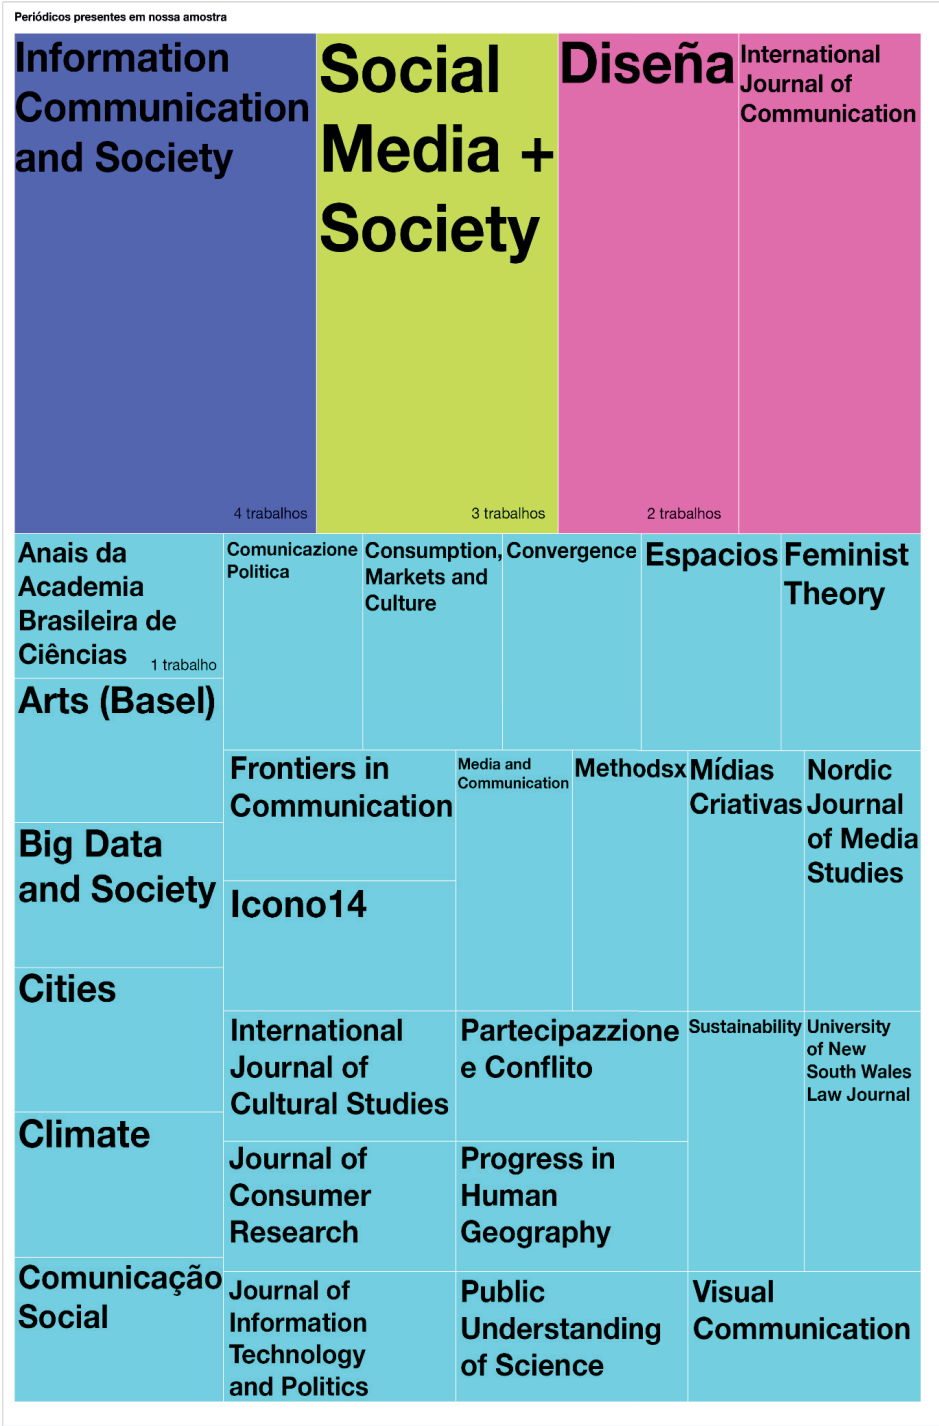 Periódicos presentes em nossa amostra
Information
Communication
and Society
4 trabalhos
Social
Media +
Society
3 trabalhos
Diseña
2 trabalhos
International
Journal of
Communication
Anais da
Academia
Brasileira de
Ciências
1 trabalho
Arts (Basel)
Big Data
and Society
Cities
Climate
Comunicação
Social
Comunicazione
Politica
Consumption,
Markets and
Culture
Convergence
Espacios
Feminist
Theory
Frontiers in
Communication
Icono14
Media and
Communication
Methodsx
Mídias
Criativas
Nordic
Journal
of Media
Studies
International
Journal of
Cultural Studies
Journal of
Consumer
Research
Journal of
Information
Technology
and Politics
Partecipazzione
e Conflito
Progress in
Human
Geography
Public
Understanding
of Science
Sustainability
University
of New
South Wales
Law Journal
Visual
Communication